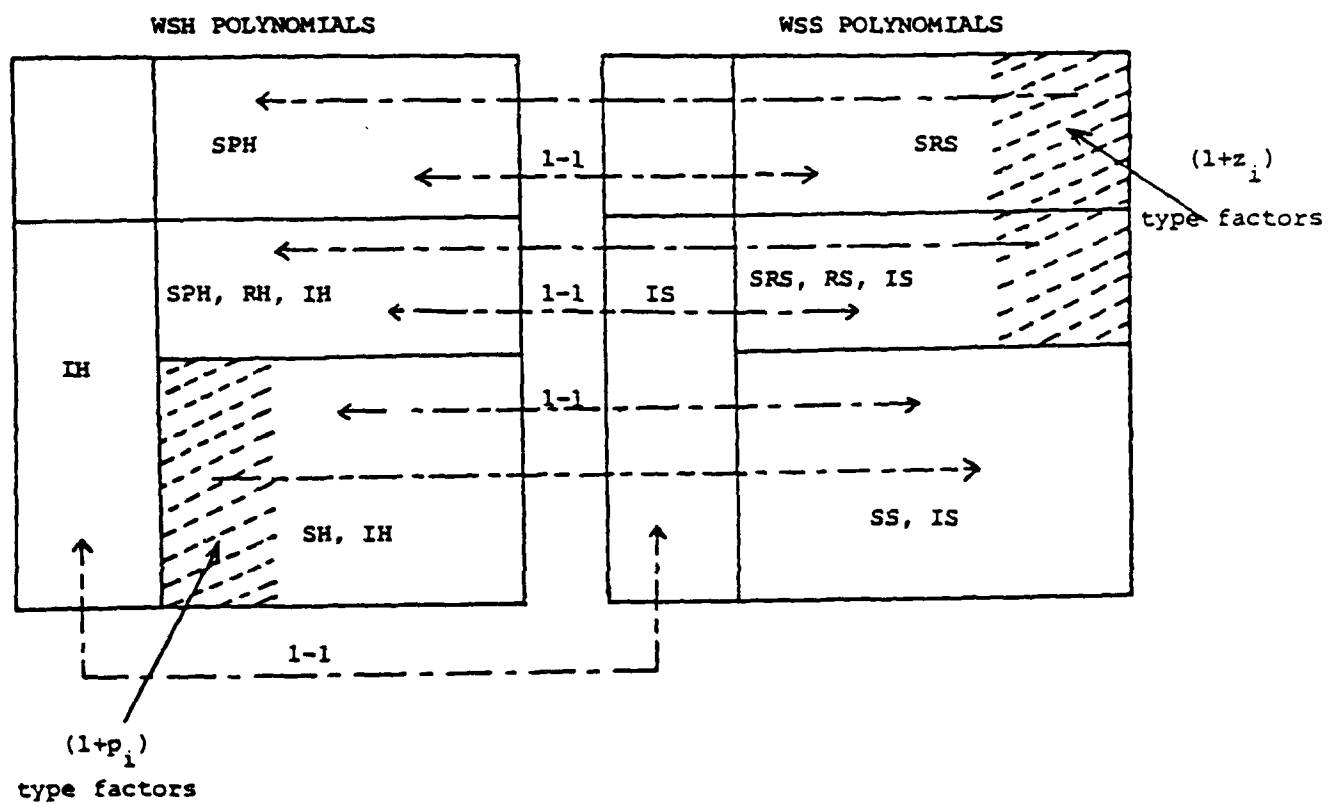 WSH POLYNOMIALS
WSS POLYNOMIALS
SPH
1-1
SRS
(1+z_i)
type factors
SPH, RH, IH
1-1
IS
SRS, RS, IS
IH
1-1
SH, IH
SS, IS
1-1
(1+p_i)
type factors